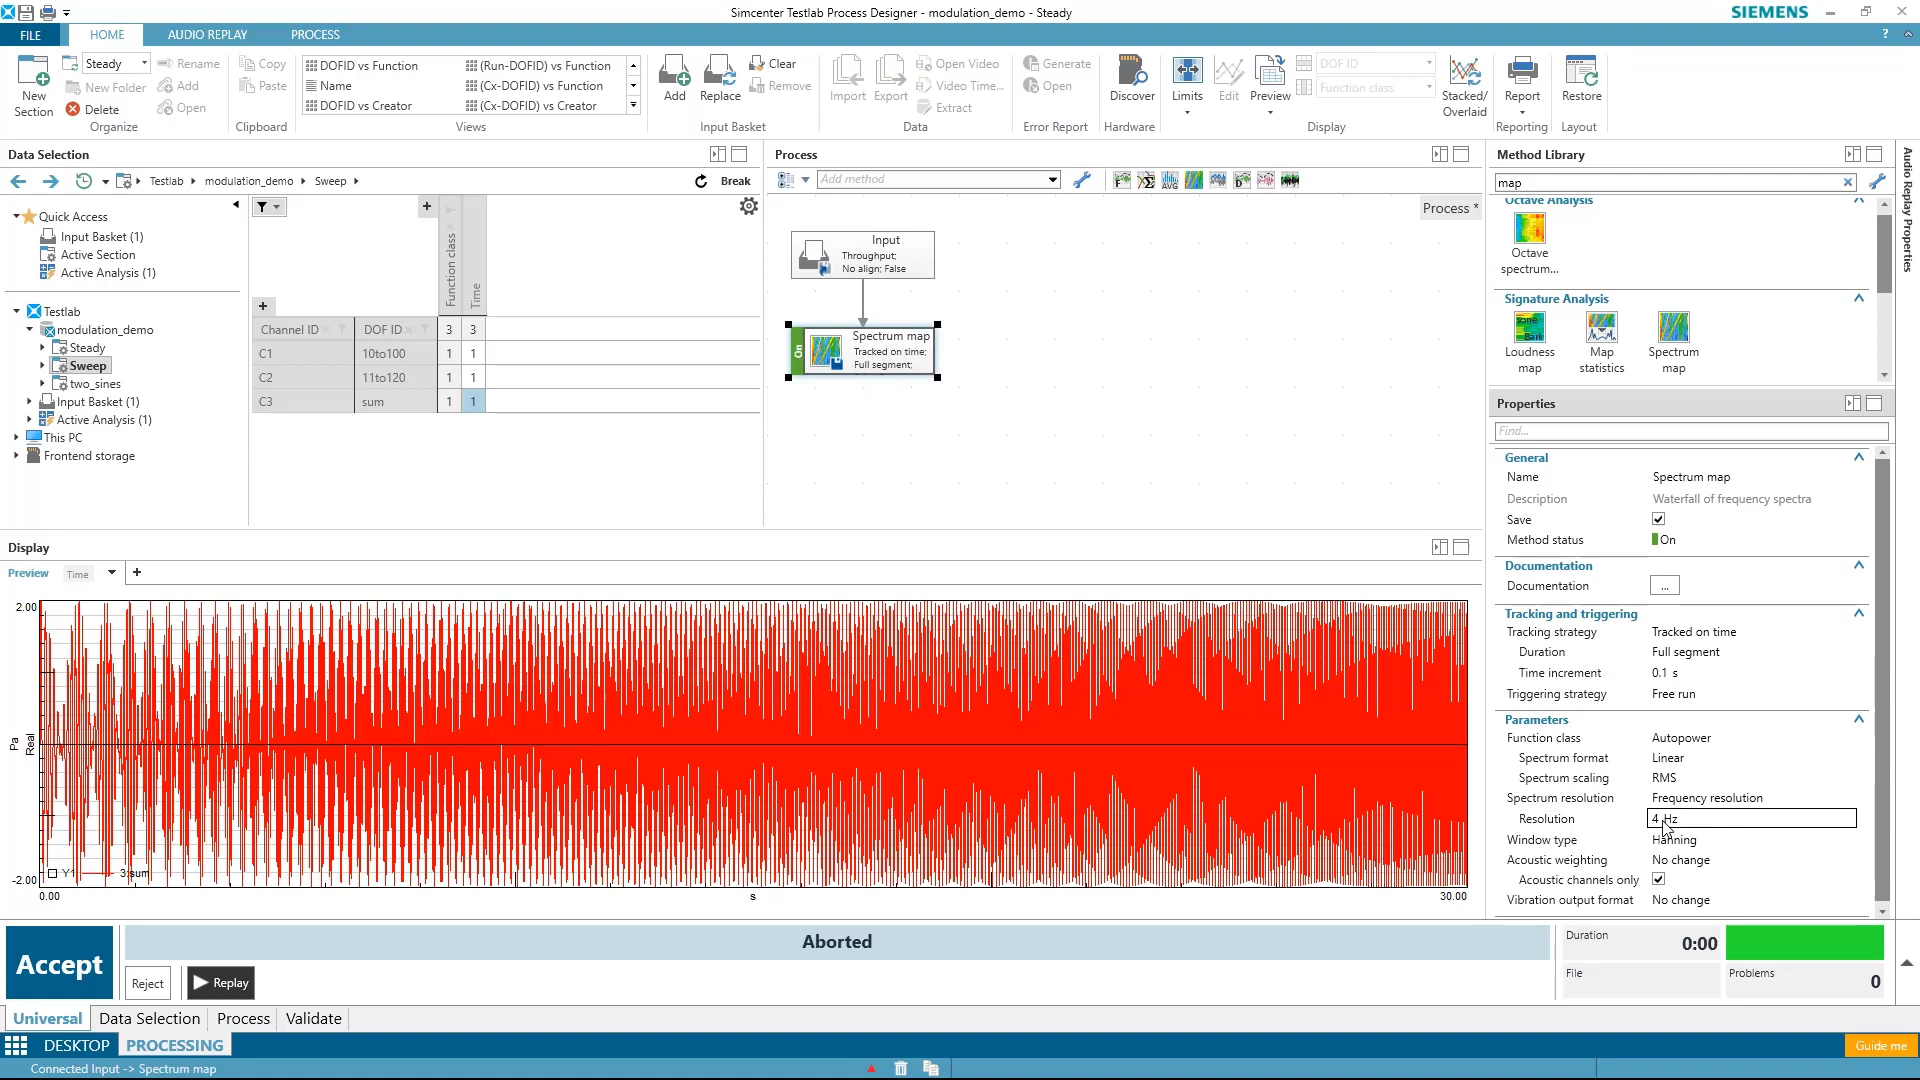 Simcenter Testlab Process Designer - modulation_demo - Steady
SIEMENS
FILE
HOME
AUDIO REPLAY
PROCESS
?
New Section
Steady
New Folder
Delete
Rename
Add
Open
Organize
Copy
Paste
Clipboard
DOFID vs Function
Name
DOFID vs Creator
(Run-DOFID) vs Function
(Cx-DOFID) vs Function
(Cx-DOFID) vs Creator
Views
Add
Replace
Clear
Remove
Input Basket
Import
Export
Open Video
Video Time...
Extract
Data
Generate
Open
Error Report
Discover
Hardware
Limits
Edit
Preview
DOF ID
Function class
Stacked/ Overlaid
Display
Report
Reporting
Restore
Layout
Data Selection
Testlab
modulation_demo
Sweep
Break
Quick Access
Input Basket (1)
Active Section
Active Analysis (1)
Testlab
modulation_demo
Steady
Sweep
two_sines
Input Basket (1)
Active Analysis (1)
This PC
Frontend storage
Function class
Time
Channel ID DOF ID 3 3
C1 10to100 1 1
C2 11to120 1 1
C3 sum 1 1
Process
Add method
Process *
Input
Throughput;
No align; False
On
Spectrum map
Tracked on time;
Full segment;
Method Library
map
Octave Analysis
Octave spectrum...
Signature Analysis
Loudness map
Map statistics
Spectrum map
Audio Replay Properties
Properties
Find...
General
Name Spectrum map
Description Waterfall of frequency spectra
Save
Method status On
Documentation
Documentation ...
Tracking and triggering
Tracking strategy Tracked on time
Duration Full segment
Time increment 0.1 s
Triggering strategy Free run
Parameters
Function class Autopower
Spectrum format Linear
Spectrum scaling RMS
Spectrum resolution Frequency resolution
Resolution 4 Hz
Window type Hanning
Acoustic weighting No change
Acoustic channels only
Vibration output format No change
Display
Preview
Time
2.00
Pa
Real
-2.00
Y1 3:sum
0.00
s
30.00
Accept
Aborted
Reject
Replay
Duration 0:00
File
Problems 0
Universal
Data Selection
Process
Validate
DESKTOP
PROCESSING
Guide me
Connected Input -> Spectrum map